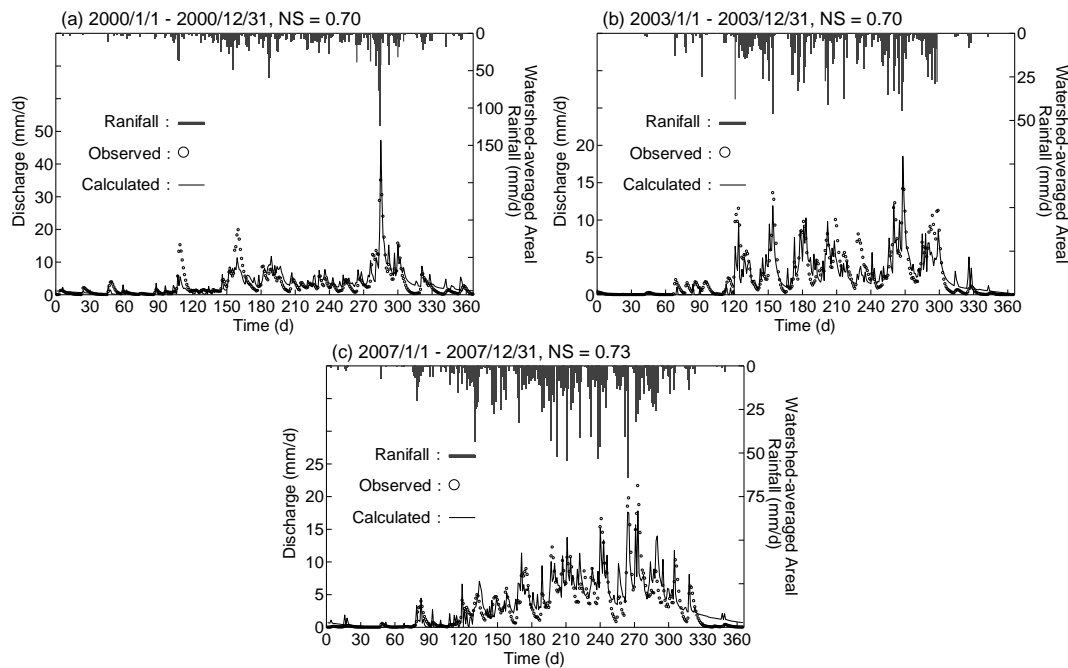 (a) 2000/1/1 - 2000/12/31, NS = 0.70
0
50
100
150
Watershed-averaged Areal
Rainfall (mm/d)
Discharge (mm/d)
50
40
30
20
10
0
Ranifall :
Observed :
Calculated :
0 30 60 90 120 150 180 210 240 270 300 330 360
Time (d)
(b) 2003/1/1 - 2003/12/31, NS = 0.70
0
25
50
Watershed-averaged Areal
Rainfall (mm/d)
Discharge (mm/d)
20
15
10
5
0
Ranifall :
Observed :
Calculated :
0 30 60 90 120 150 180 210 240 270 300 330 360
Time (d)
(c) 2007/1/1 - 2007/12/31, NS = 0.73
0
25
50
75
Watershed-averaged Areal
Rainfall (mm/d)
Discharge (mm/d)
25
20
15
10
5
0
Ranifall :
Observed :
Calculated :
0 30 60 90 120 150 180 210 240 270 300 330 360
Time (d)